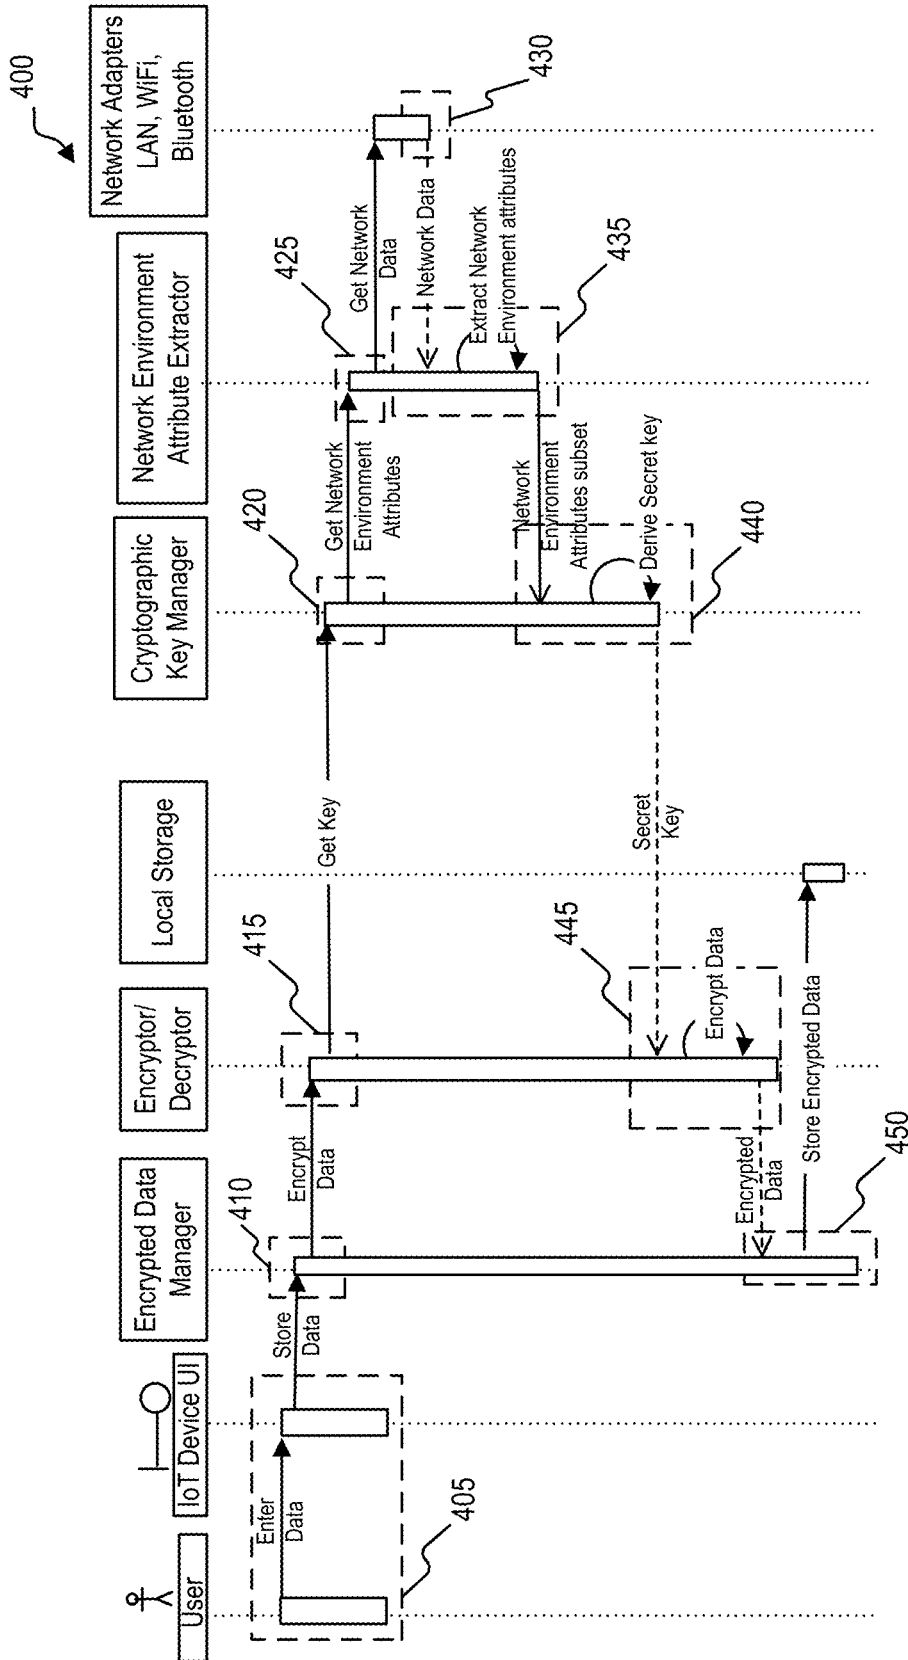 400
User
IoT Device UI
Encrypted Data
Manager
Encryptor/
Decryptor
Local Storage
Cryptographic
Key Manager
Network Environment
Attribute Extractor
Network Adapters
LAN, WiFi,
Bluetooth
Enter
Data
405
Store
Data
410
Encrypt
Data
415
Get Key
420
Get Network
Environment
Attributes
425
Get Network
Data
430
Network Data
Extract Network
Environment attributes
435
Network
Environment
Attributes subset
Derive Secret key
440
Secret
Key
445
Encrypt Data
Encrypted
Data
Store Encrypted Data
450